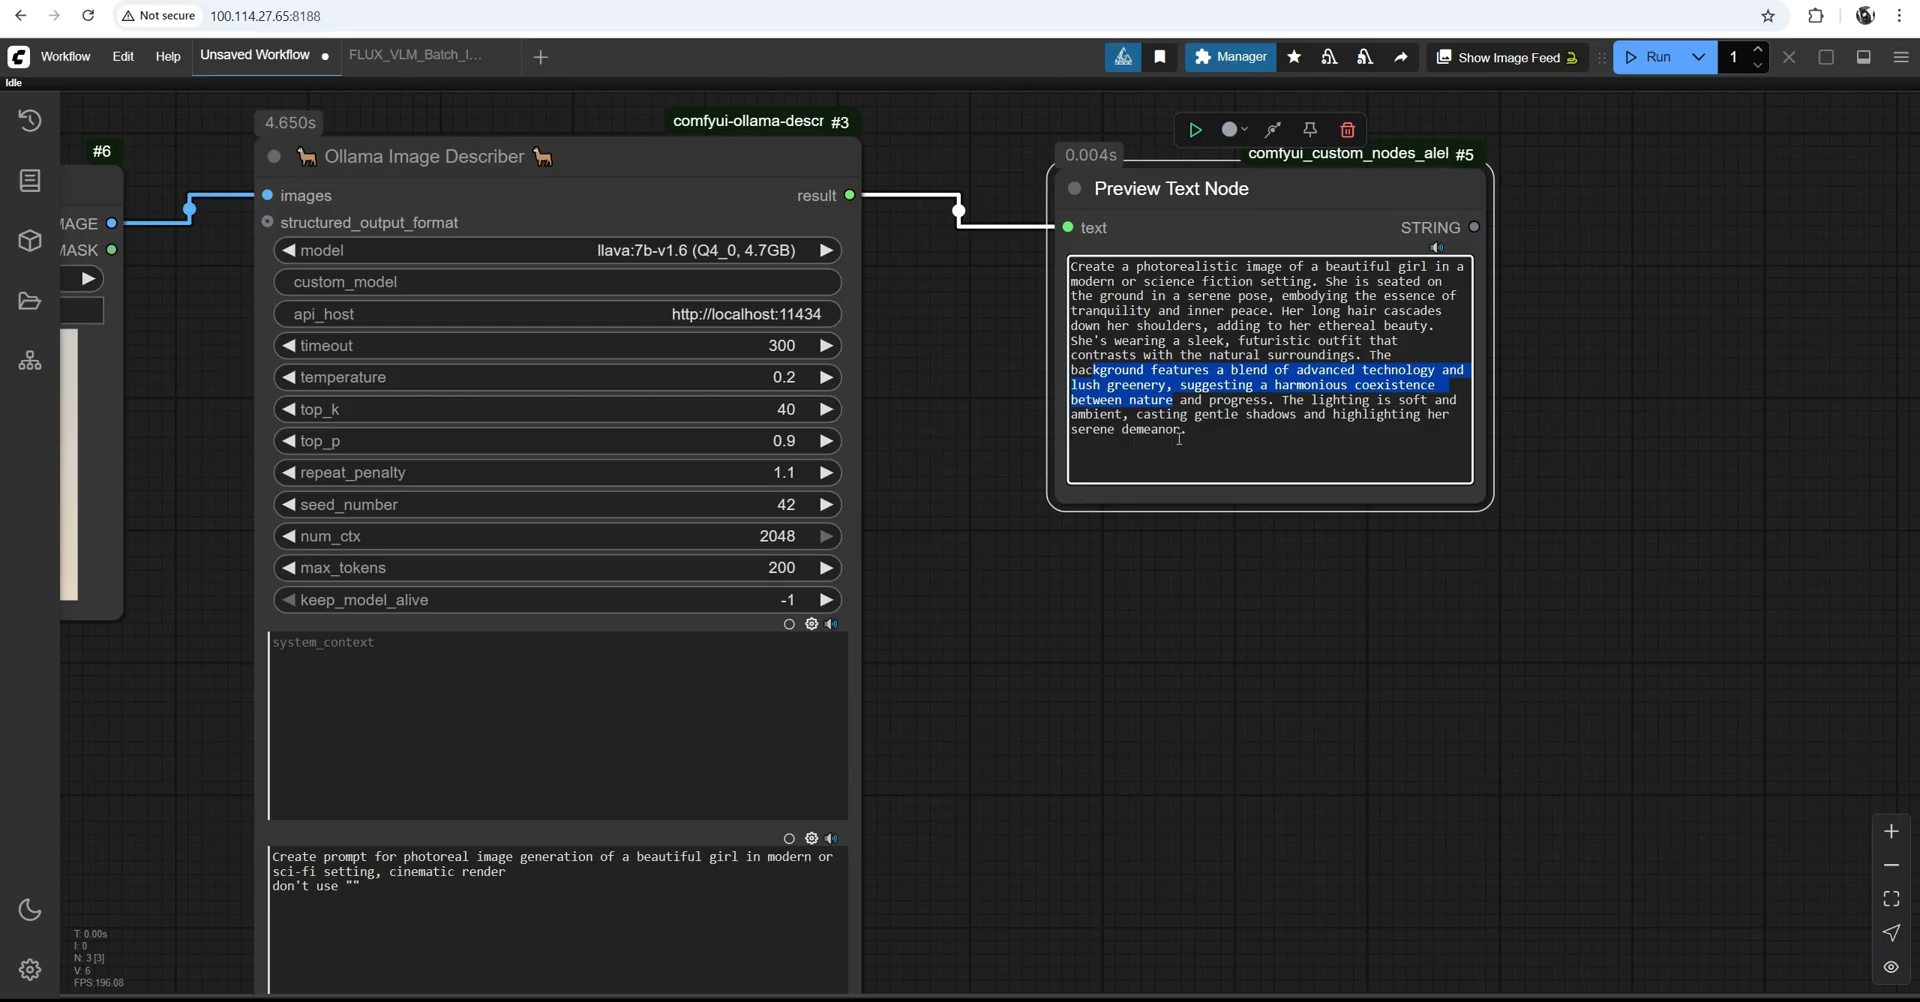 Not secure
100.114.27.65:8188
Workflow
Edit
Help
Unsaved Workflow
FLUX_VLM_Batch_I...
Manager
Show Image Feed
Run
1
Idle
#6
4.650s
comfyui-ollama-descr #3
Ollama Image Describer
images
result
structured_output_format
model
llava:7b-v1.6 (Q4_0, 4.7GB)
custom_model
api_host
http://localhost:11434
timeout
300
temperature
0.2
top_k
40
top_p
0.9
repeat_penalty
1.1
seed_number
42
num_ctx
2048
max_tokens
200
keep_model_alive
-1
system_context
Create prompt for photoreal image generation of a beautiful girl in modern or
sci-fi setting, cinematic render
don't use ""
MAGE
MASK
0.004s
comfyui_custom_nodes_alel #5
Preview Text Node
text
STRING
Create a photorealistic image of a beautiful girl in a
modern or science fiction setting. She is seated on
the ground in a serene pose, embodying the essence of
tranquility and inner peace. Her long hair cascades
down her shoulders, adding to her ethereal beauty.
She's wearing a sleek, futuristic outfit that
contrasts with the natural surroundings. The
background features a blend of advanced technology and
lush greenery, suggesting a harmonious coexistence
between nature and progress. The lighting is soft and
ambient, casting gentle shadows and highlighting her
serene demeanor.
T: 0.00s
I: 0
N: 3 [3]
V: 6
FPS:196.08